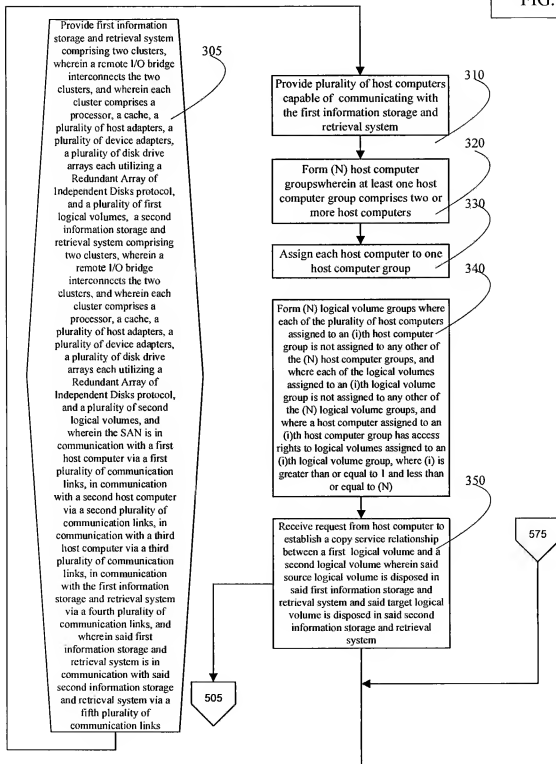 FIG.
Provide first information
storage and retrieval system
comprising two clusters,
wherein a remote I/O bridge
interconnects the two
clusters, and wherein each
cluster comprises a
processor, a cache, a
plurality of host adapters, a
plurality of device adapters,
a plurality of disk drive
arrays each utilizing a
Redundant Array of
Independent Disks protocol,
and a plurality of first
logical volumes, a second
information storage and
retrieval system comprising
two clusters, wherein a
remote I/O bridge
interconnects the two
clusters, and wherein each
cluster comprises a
processor, a cache, a
plurality of host adapters, a
plurality of device adapters,
a plurality of disk drive
arrays each utilizing a
Redundant Array of
Independent Disks protocol,
and a plurality of second
logical volumes, and
wherein the SAN is in
communication with a first
host computer via a first
plurality of communication
links, in communication
with a second host computer
via a second plurality of
communication links, in
communication with a third
host computer via a third
plurality of communication
links, in communication
with the first information
storage and retrieval system
via a fourth plurality of
communication links, and
wherein said first
information storage and
retrieval system is in
communication with said
second information storage
and retrieval system via a
fifth plurality of
communication links
305
Provide plurality of host computers
capable of communicating with
the first information storage and
retrieval system
310
Form (N) host computer
groupswherein at least one host
computer group comprises two or
more host computers
320
Assign each host computer to one
host computer group
330
Form (N) logical volume groups where
each of the plurality of host computers
assigned to an (i)th host computer
group is not assigned to any other of
the (N) host computer groups, and
where each of the logical volumes
assigned to an (i)th logical volume
group is not assigned to any other of
the (N) logical volume groups, and
where a host computer assigned to an
(i)th host computer group has access
rights to logical volumes assigned to an
(i)th logical volume group, where (i) is
greater than or equal to 1 and less than
or equal to (N)
340
Receive request from host computer to
establish a copy service relationship
between a first logical volume and a
second logical volume wherein said
source logical volume is disposed in
said first information storage and
retrieval system and said target logical
volume is disposed in said second
information storage and retrieval
system
350
575
505